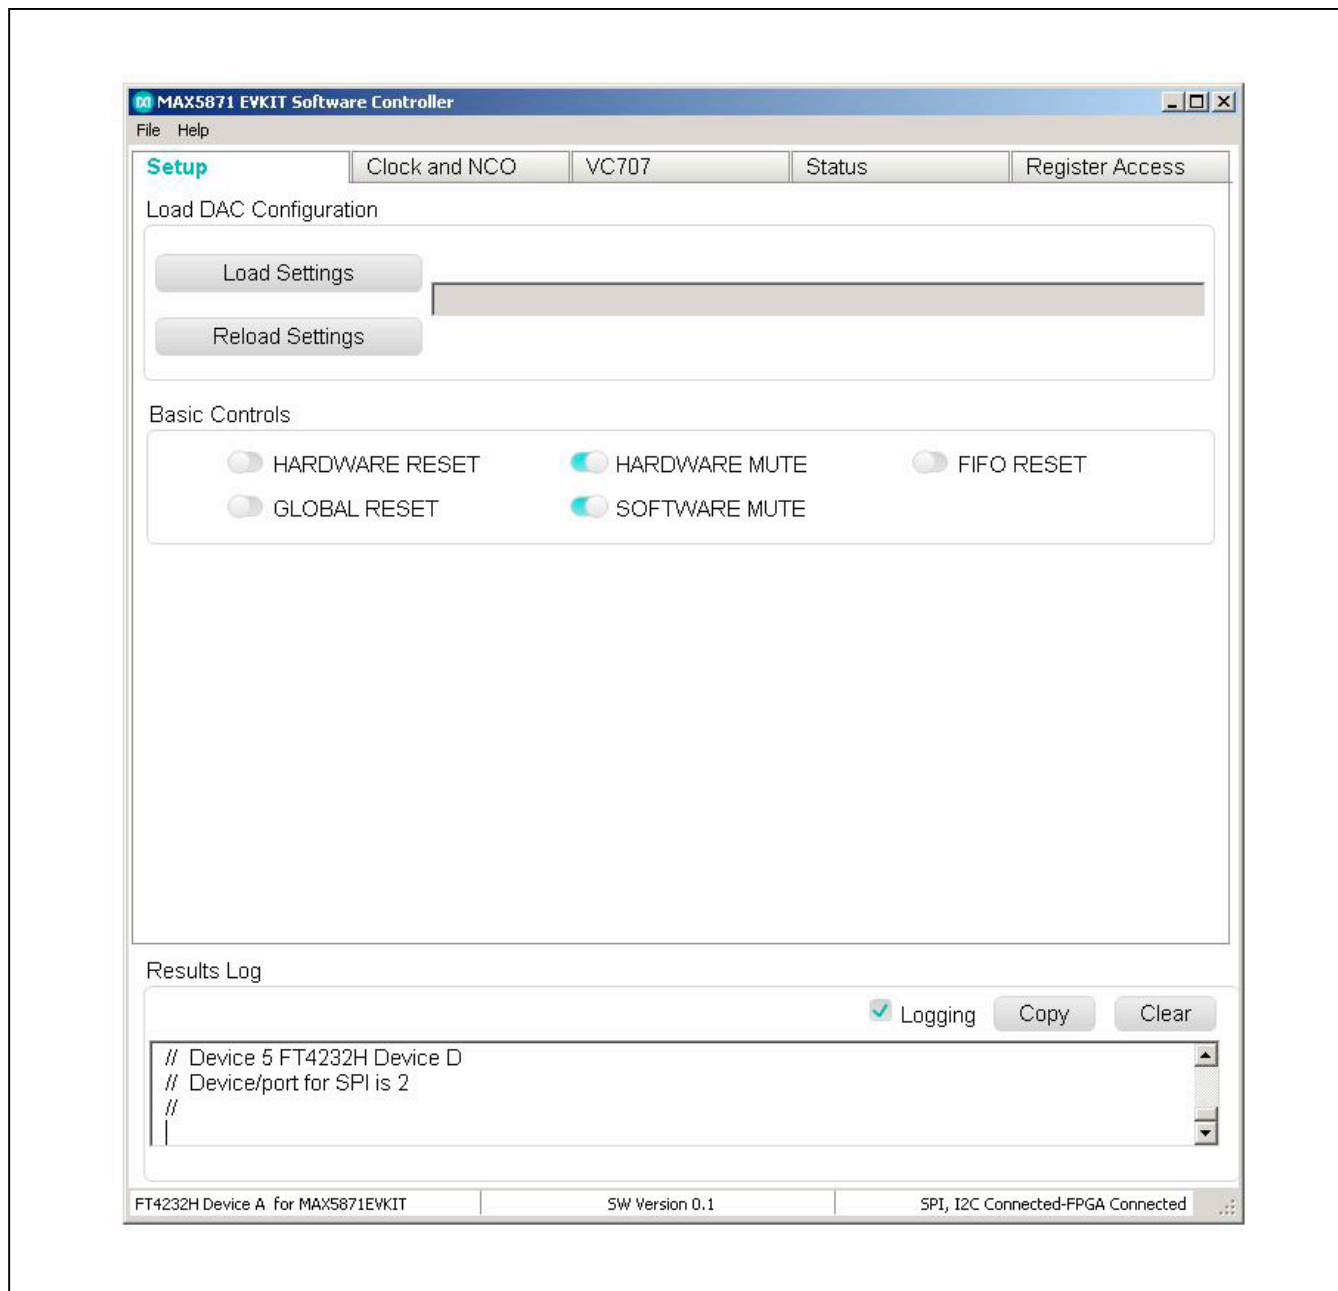 MAX5871 EVKIT Software Controller
File Help
Setup Clock and NCO VC707 Status Register Access
Load DAC Configuration
Load Settings
Reload Settings
Basic Controls
HARDWARE RESET HARDWARE MUTE FIFO RESET
GLOBAL RESET SOFTWARE MUTE
Results Log
Logging Copy Clear
// Device 5 FT4232H Device D
// Device/port for SPI is 2
//
FT4232H Device A for MAX5871EVKIT SW Version 0.1 SPI, I2C Connected-FPGA Connected